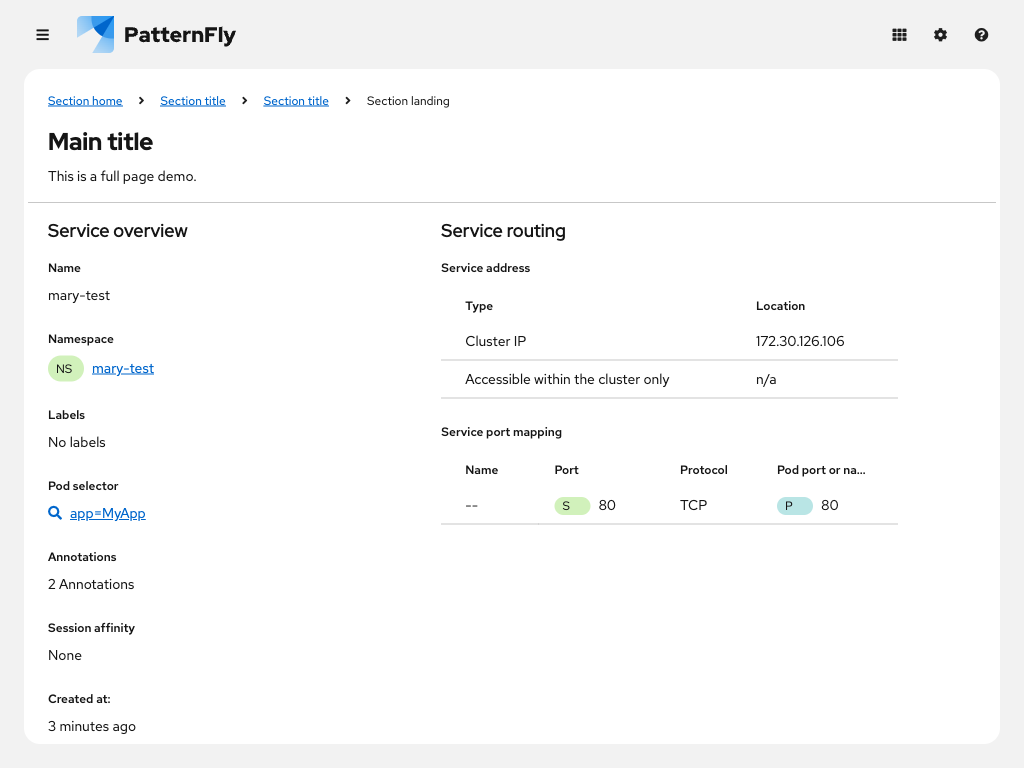 PatternFly
Section home Section title Section title Section landing
Main title
This is a full page demo.
Service overview
Name
mary-test
Namespace
NS mary-test
Labels
No labels
Pod selector
app=MyApp
Annotations
2 Annotations
Session affinity
None
Created at:
3 minutes ago
Service routing
Service address
Type Location
Cluster IP 172.30.126.106
Accessible within the cluster only n/a
Service port mapping
Name Port Protocol Pod port or na...
-- S 80 TCP P 80